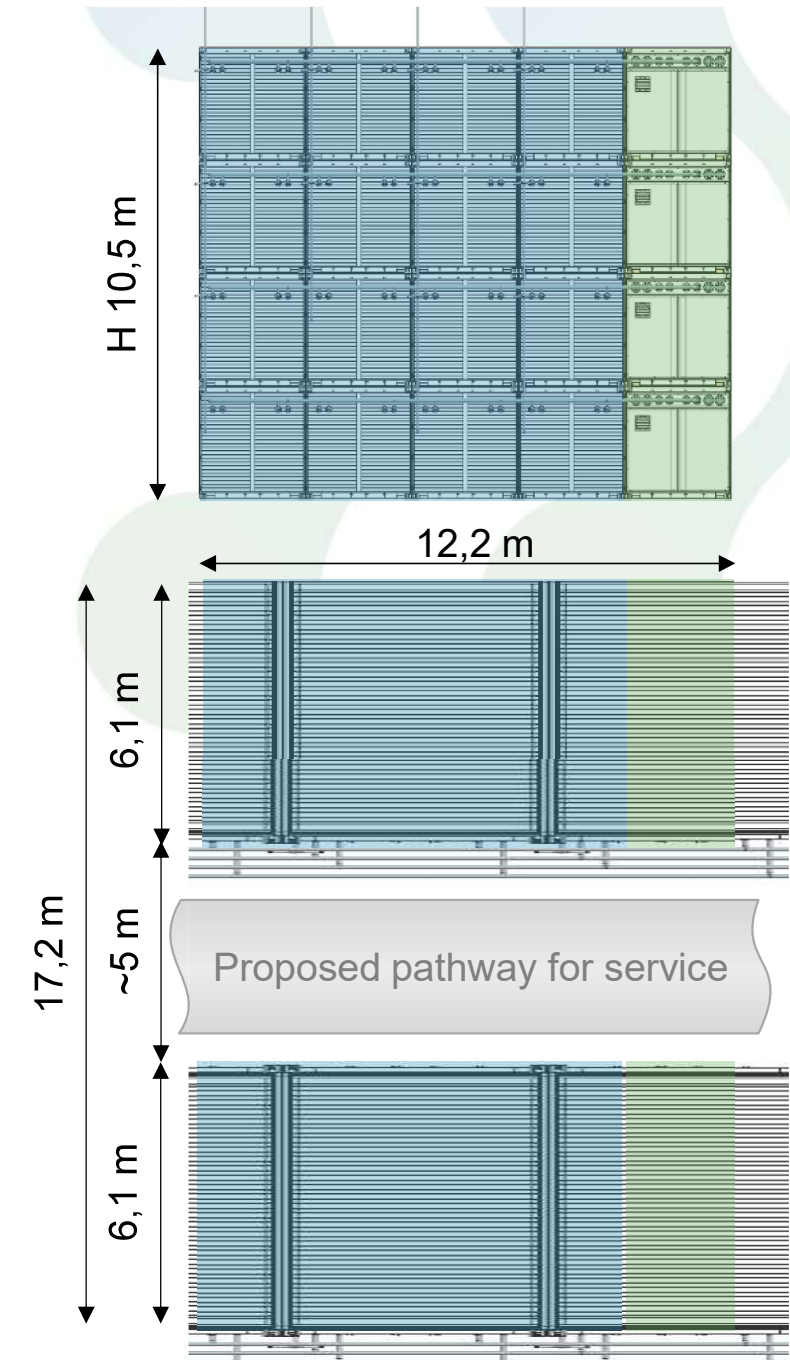 H 10,5 m
12,2 m
6,1 m
17,2 m
~5 m
Proposed pathway for service
6,1 m